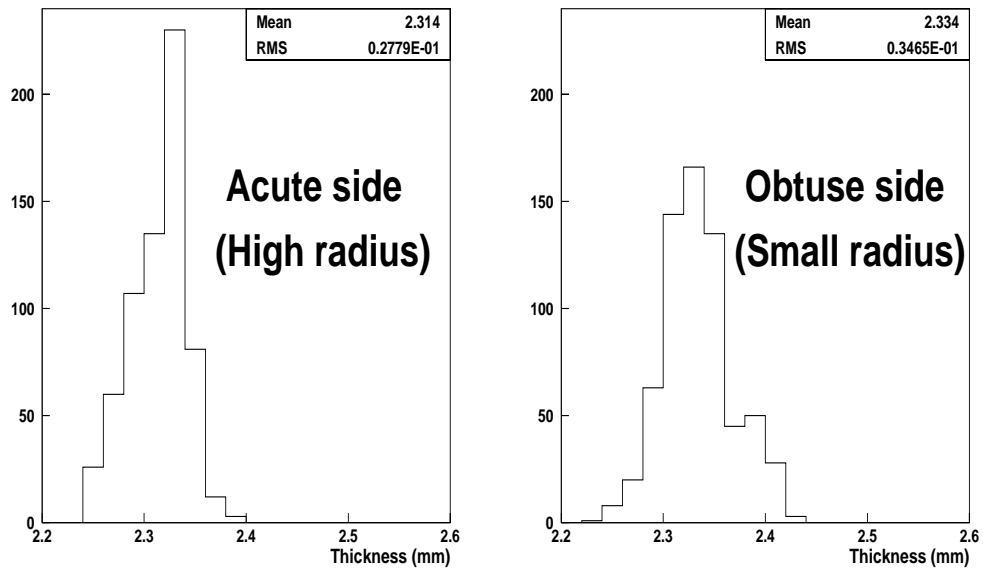 Mean 2.314
RMS 0.2779E-01
200
150
100
50
0
Acute side
(High radius)
2.2 2.3 2.4 2.5 2.6
Thickness (mm)
Mean 2.334
RMS 0.3465E-01
200
150
100
50
0
Obtuse side
(Small radius)
2.2 2.3 2.4 2.5 2.6
Thickness (mm)